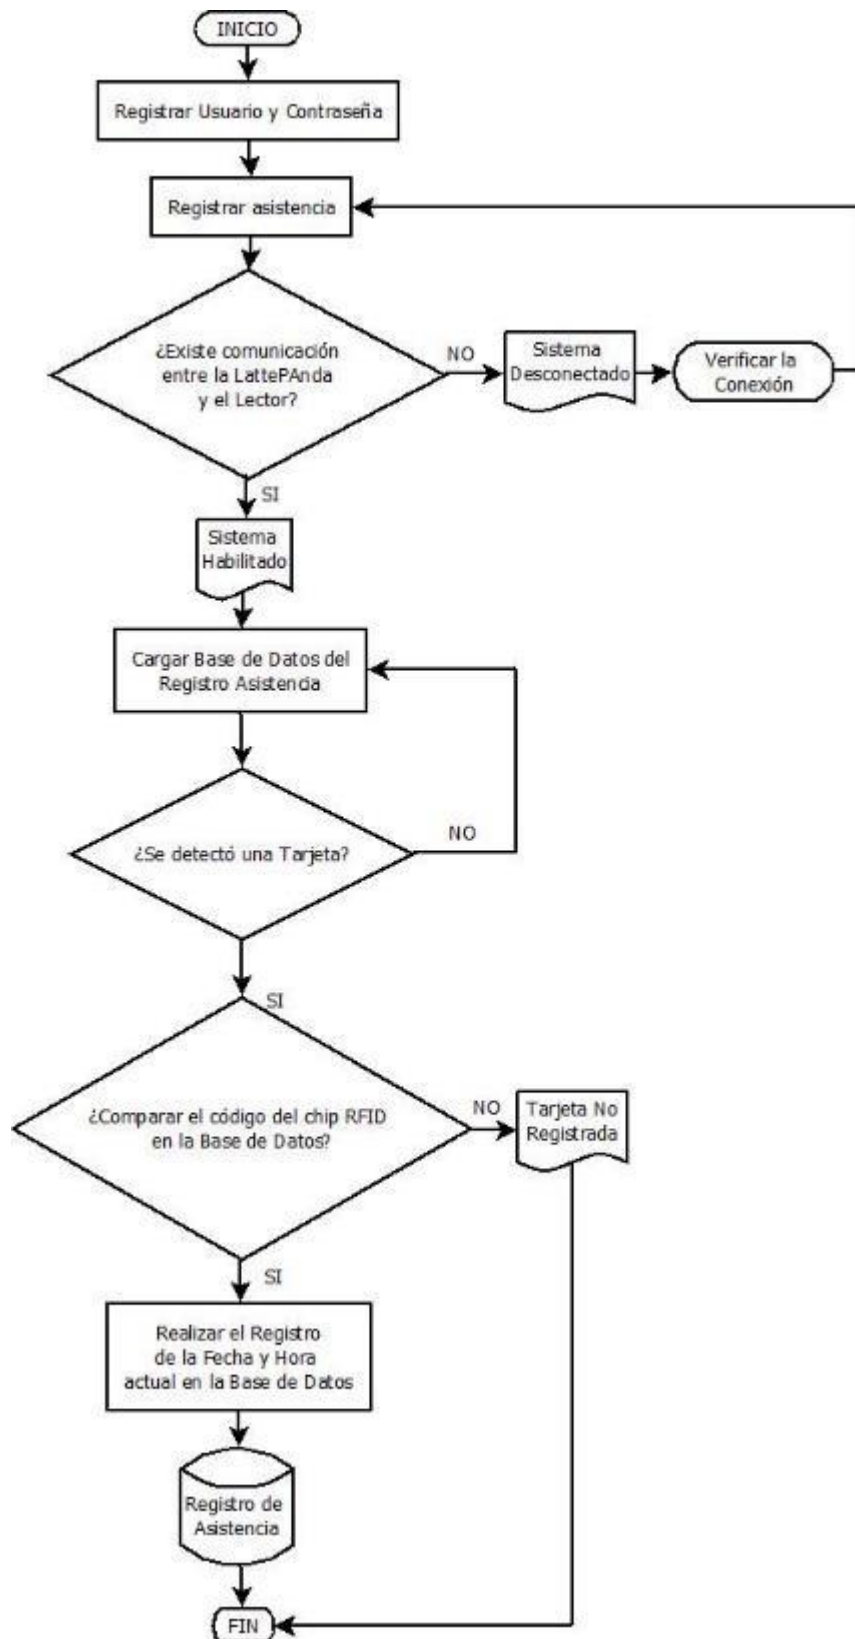 INICIO
Registrar Usuario y Contraseña
Registrar asistencia
¿Existe comunicación
entre la LattePAnda
y el Lector?
NO
Sistema
Desconectado
Verificar la
Conexión
SI
Sistema
Habilitado
Cargar Base de Datos del
Registro Asistencia
¿Se detectó una Tarjeta?
NO
SI
¿Comparar el código del chip RFID
en la Base de Datos?
NO
Tarjeta No
Registrada
SI
Realizar el Registro
de la Fecha y Hora
actual en la Base de Datos
Registro de
Asistencia
FIN